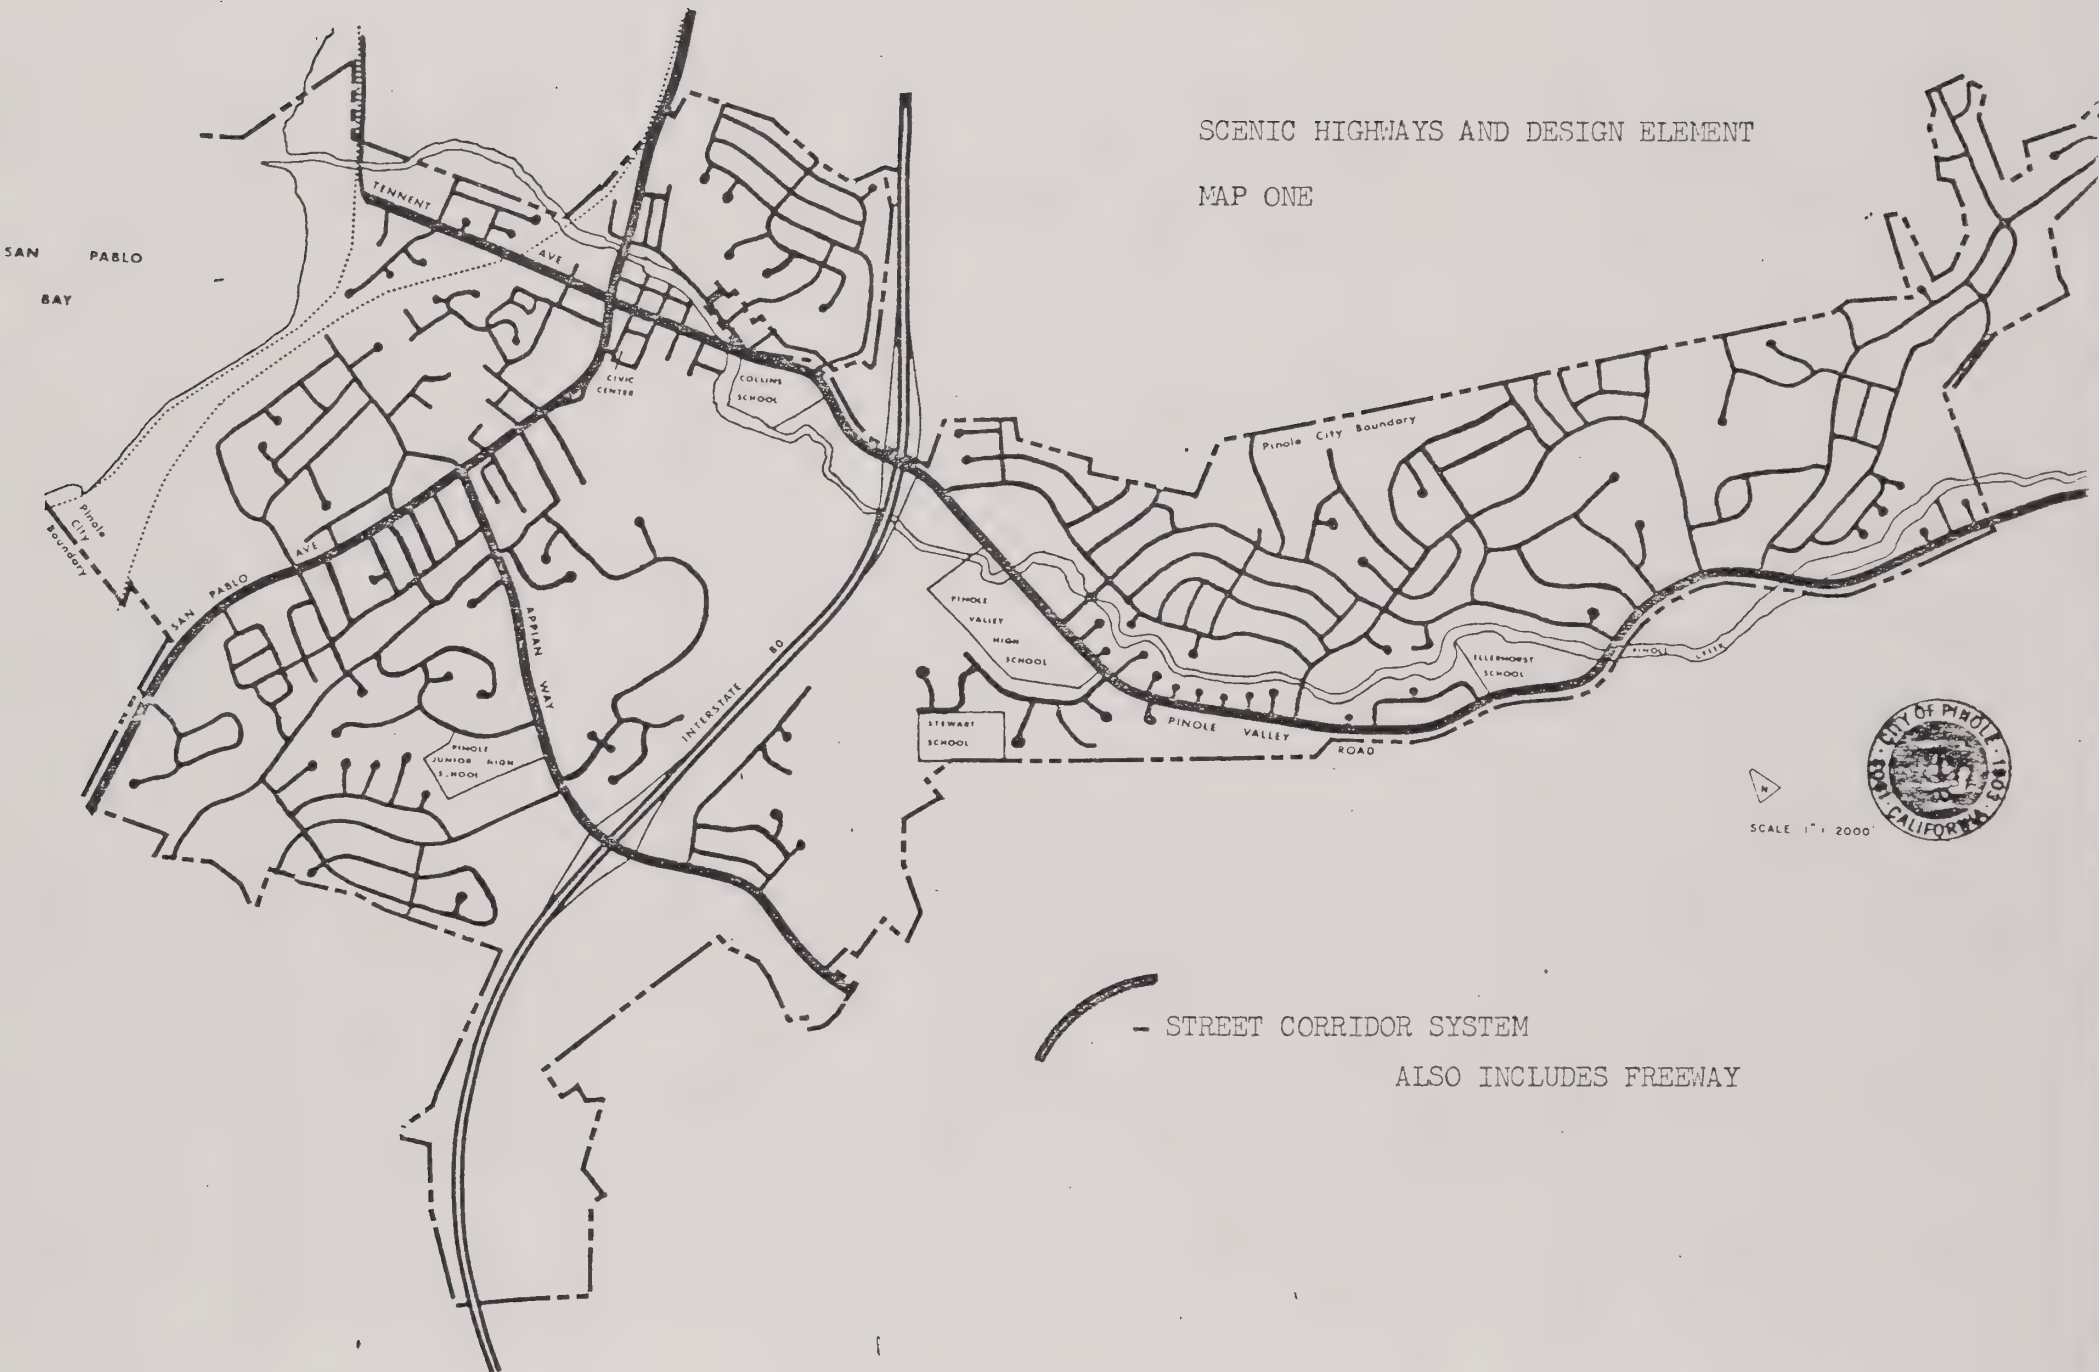 SCENIC HIGHWAYS AND DESIGN ELEMENT
MAP ONE
SAN PABLO
BAY
TENNENT
AVE
CIVIC
CENTER
COLLINS
SCHOOL
Pinole City Boundary
Pinole
City
Boundary
SAN PABLO AVE
APPIAN WAY
INTERSTATE 80
PINOLE
VALLEY
HIGH
SCHOOL
ELLERHORST
SCHOOL
PINOLE CREEK
STEWART
SCHOOL
PINOLE VALLEY ROAD
PINOLE
JUNIOR HIGH
SCHOOL
N
SCALE 1" : 2000'
CITY OF PINOLE
1903 1903
CALIFORNIA
- STREET CORRIDOR SYSTEM
ALSO INCLUDES FREEWAY